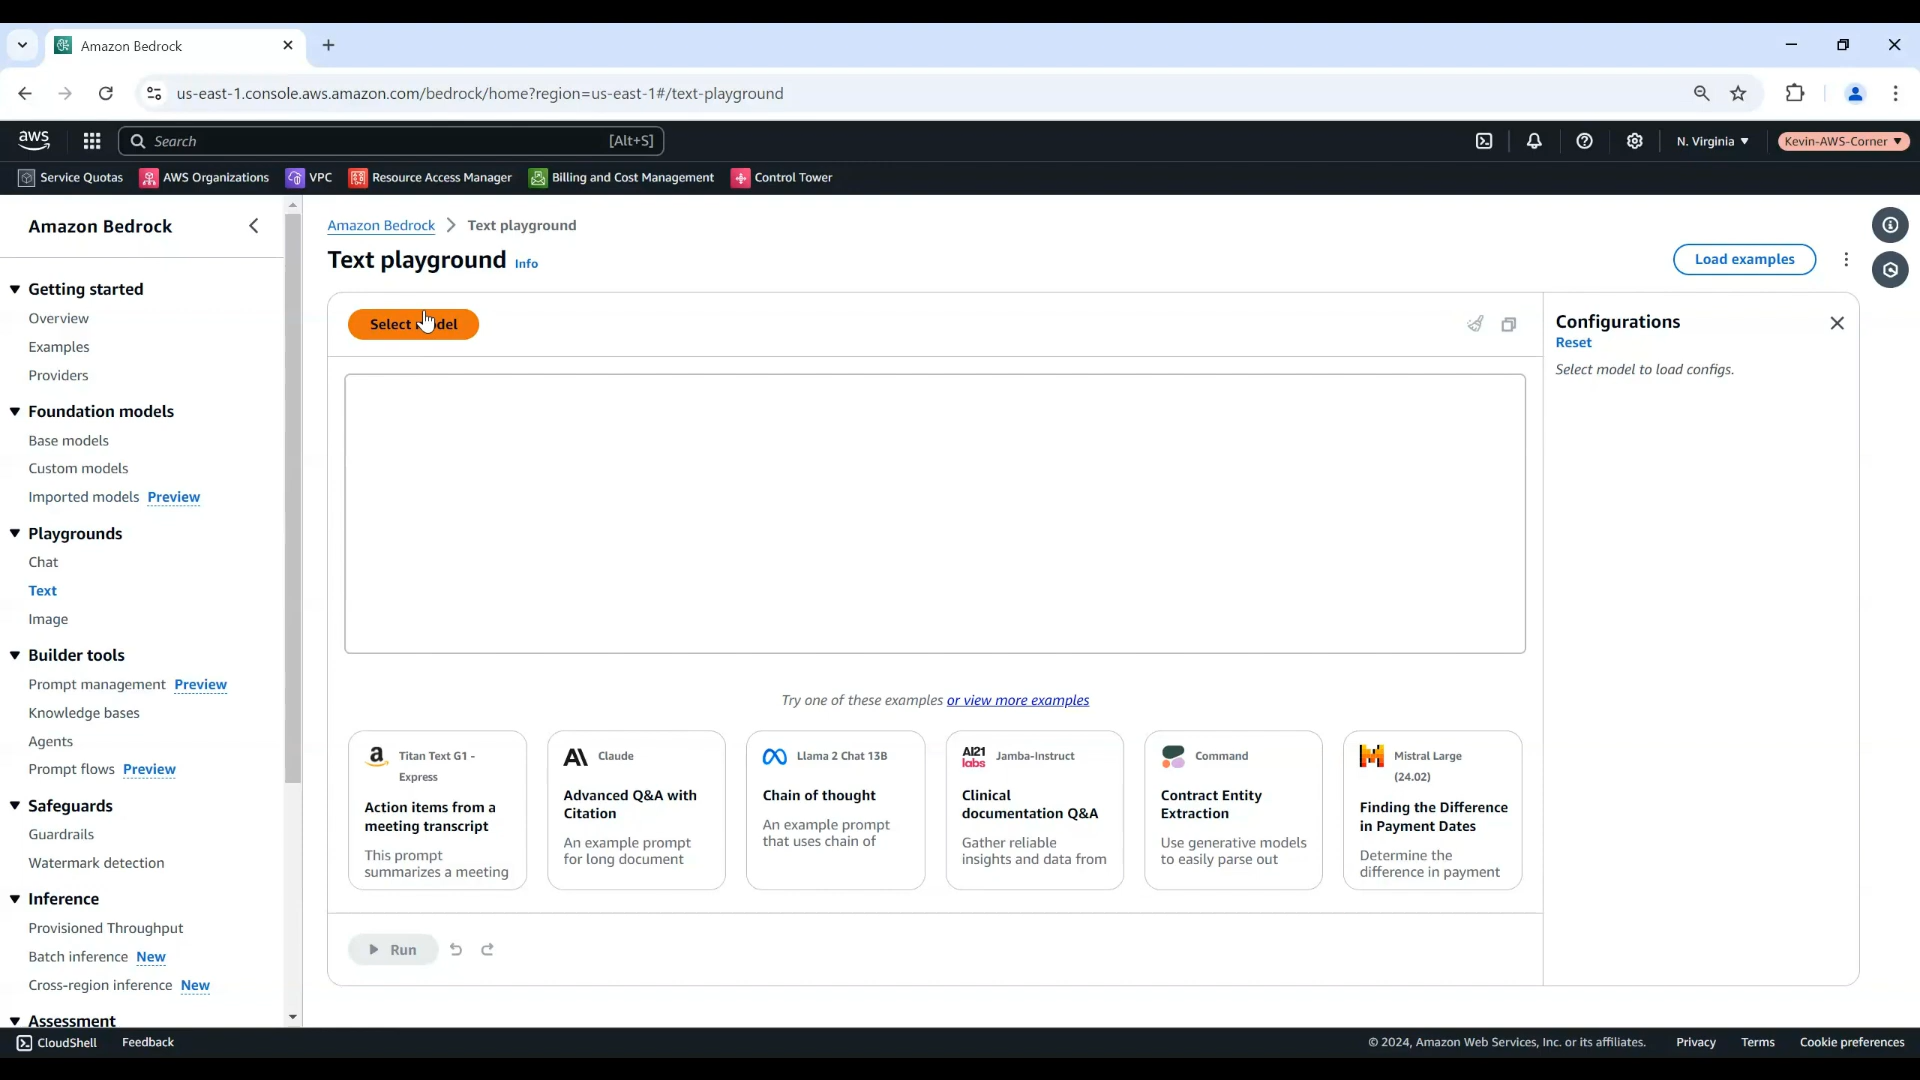 Amazon Bedrock
us-east-1.console.aws.amazon.com/bedrock/home?region=us-east-1#/text-playground
aws
Search
[Alt+S]
N. Virginia
Kevin-AWS-Corner
Service Quotas
AWS Organizations
VPC
Resource Access Manager
Billing and Cost Management
Control Tower
Amazon Bedrock
Getting started
Overview
Examples
Providers
Foundation models
Base models
Custom models
Imported models Preview
Playgrounds
Chat
Text
Image
Builder tools
Prompt management Preview
Knowledge bases
Agents
Prompt flows Preview
Safeguards
Guardrails
Watermark detection
Inference
Provisioned Throughput
Batch inference New
Cross-region inference New
Assessment
Amazon Bedrock > Text playground
Text playground Info
Load examples
Select model
Configurations
Reset
Select model to load configs.
Try one of these examples or view more examples
a
Titan Text G1 -
Express
Action items from a
meeting transcript
This prompt
summarizes a meeting
Claude
Advanced Q&A with
Citation
An example prompt
for long document
Llama 2 Chat 13B
Chain of thought
An example prompt
that uses chain of
AI21
labs
Jamba-Instruct
Clinical
documentation Q&A
Gather reliable
insights and data from
Command
Contract Entity
Extraction
Use generative models
to easily parse out
Mistral Large
(24.02)
Finding the Difference
in Payment Dates
Determine the
difference in payment
Run
CloudShell
Feedback
© 2024, Amazon Web Services, Inc. or its affiliates.
Privacy
Terms
Cookie preferences